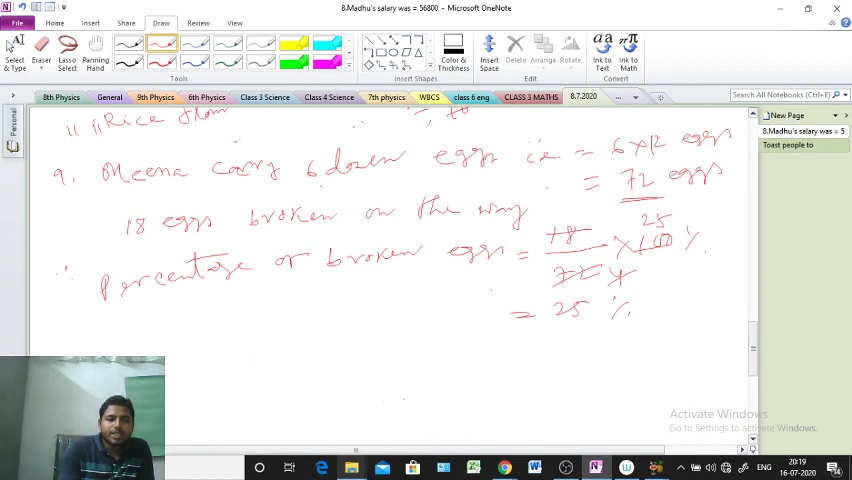 8.Madhu's salary was = 56800 - Microsoft OneNote
File Home Insert Draw Review View
Select & Type Eraser Lasso Select Panning Hand Color & Thickness Insert Space Delete Arrange Rotate Ink to Text Ink to Math
Tools Insert Shapes Edit Convert
8th Physics General 9th Physics 6th Physics Class 3 Science Class 4 Science 7th physics WBCS class 6 eng CLASS 3 MATHS 8.7.2020 ... Search All Notebooks (Ctrl+E)
Personal
New Page
8.Madhu's salary was = 5
Toast people to
" " Rice flour
9. Meena carry 6 dozen eggs i.e = 6×12 eggs
= 72 eggs
18 eggs broken on the way
25
∴ percentage of broken eggs = 18/72 4 × 100 %.
= 25 %
Activate Windows
Go to Settings to activate Windows.
ENG 20:19
16-07-2020
14